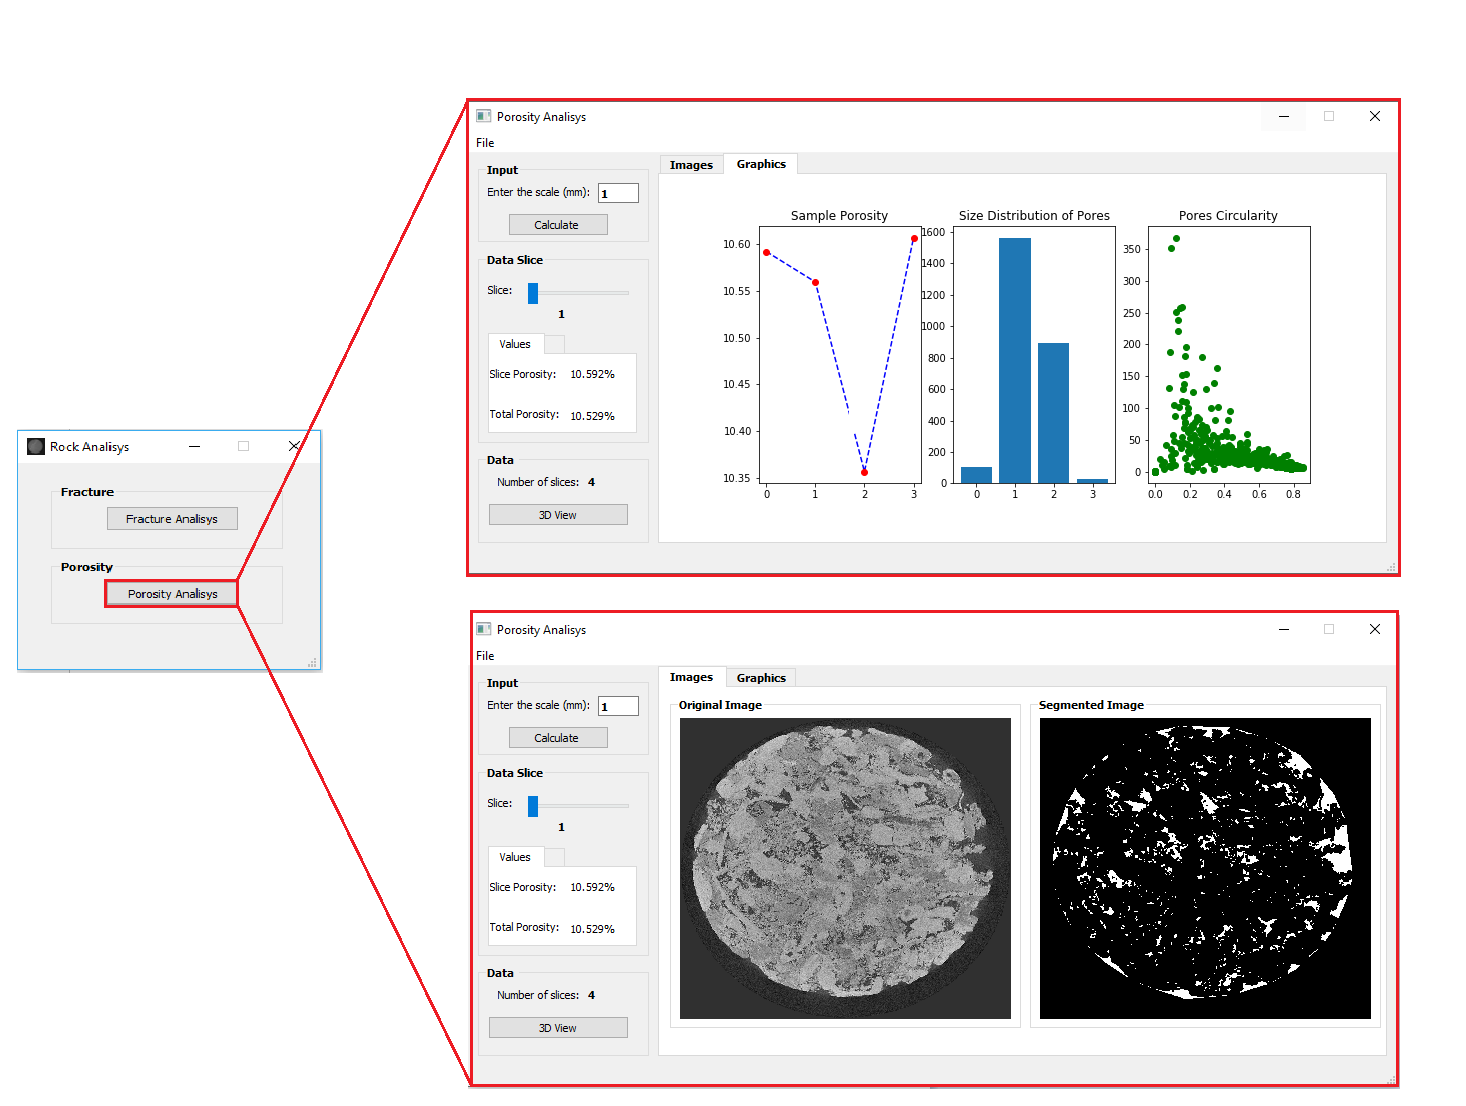 Rock Analisys
Fracture
Fracture Analisys
Porosity
Porosity Analisys
Porosity Analisys
File
Input
Enter the scale (mm): 1
Calculate
Data Slice
Slice:
1
Values
Slice Porosity: 10.592%
Total Porosity: 10.529%
Data
Number of slices: 4
3D View
Images Graphics
Sample Porosity
10.60
10.55
10.50
10.45
10.40
10.35
0 1 2 3
Size Distribution of Pores
1600
1400
1200
1000
800
600
400
200
0
0 1 2 3
Pores Circularity
350
300
250
200
150
100
50
0
0.0 0.2 0.4 0.6 0.8
Porosity Analisys
File
Input
Enter the scale (mm): 1
Calculate
Data Slice
Slice:
1
Values
Slice Porosity: 10.592%
Total Porosity: 10.529%
Data
Number of slices: 4
3D View
Images Graphics
Original Image
Segmented Image